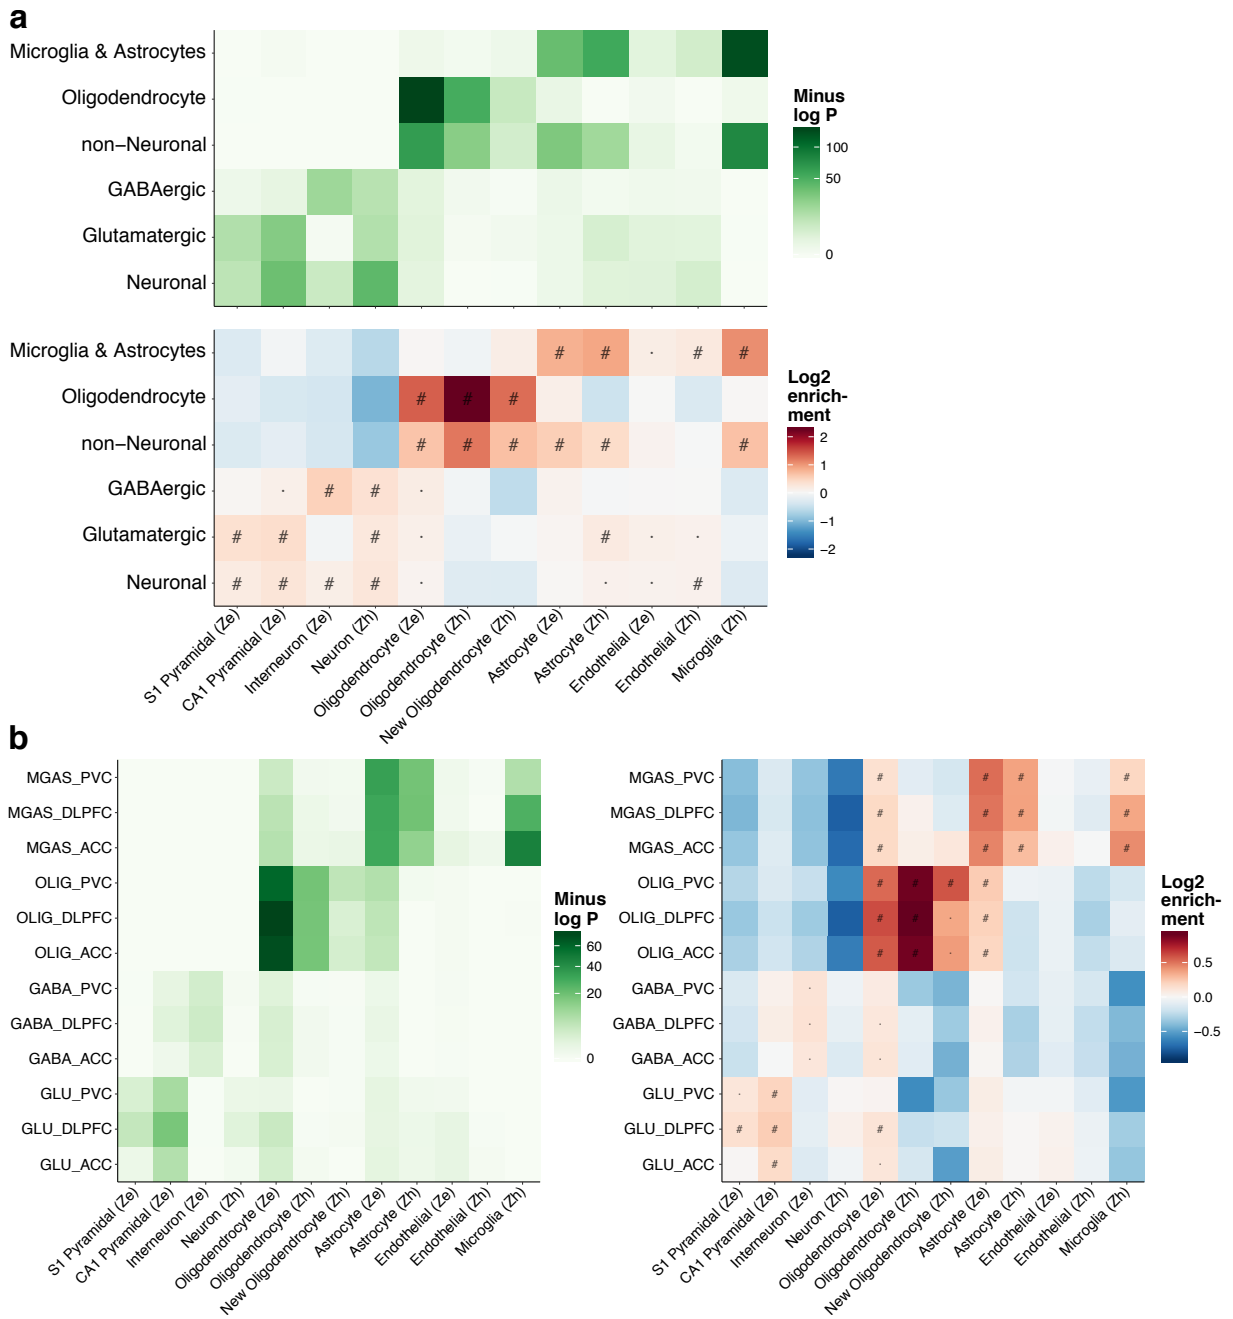 a
Microglia & Astrocytes
Oligodendrocyte
non−Neuronal
GABAergic
Glutamatergic
Neuronal
Minus
log P
100
50
0
Microglia & Astrocytes # # · # #
Oligodendrocyte # # #
non−Neuronal # # # # # #
GABAergic · # # ·
Glutamatergic # # # · # · ·
Neuronal # # # # · · · #
Log2
enrich-
ment
2
1
0
−1
−2
S1 Pyramidal (Ze)
CA1 Pyramidal (Ze)
Interneuron (Ze)
Neuron (Zh)
Oligodendrocyte (Ze)
Oligodendrocyte (Zh)
New Oligodendrocyte (Zh)
Astrocyte (Ze)
Astrocyte (Zh)
Endothelial (Ze)
Endothelial (Zh)
Microglia (Zh)
b
MGAS_PVC
MGAS_DLPFC
MGAS_ACC
OLIG_PVC
OLIG_DLPFC
OLIG_ACC
GABA_PVC
GABA_DLPFC
GABA_ACC
GLU_PVC
GLU_DLPFC
GLU_ACC
S1 Pyramidal (Ze)
CA1 Pyramidal (Ze)
Interneuron (Ze)
Neuron (Zh)
Oligodendrocyte (Ze)
Oligodendrocyte (Zh)
New Oligodendrocyte (Zh)
Astrocyte (Ze)
Astrocyte (Zh)
Endothelial (Ze)
Endothelial (Zh)
Microglia (Zh)
Minus
log P
60
40
20
0
MGAS_PVC # # # #
MGAS_DLPFC # # # #
MGAS_ACC # # # #
OLIG_PVC # # # #
OLIG_DLPFC # # · #
OLIG_ACC # # · #
GABA_PVC ·
GABA_DLPFC · ·
GABA_ACC · ·
GLU_PVC · #
GLU_DLPFC # # #
GLU_ACC # ·
S1 Pyramidal (Ze)
CA1 Pyramidal (Ze)
Interneuron (Ze)
Neuron (Zh)
Oligodendrocyte (Ze)
Oligodendrocyte (Zh)
New Oligodendrocyte (Zh)
Astrocyte (Ze)
Astrocyte (Zh)
Endothelial (Ze)
Endothelial (Zh)
Microglia (Zh)
Log2
enrich-
ment
0.5
0.0
−0.5